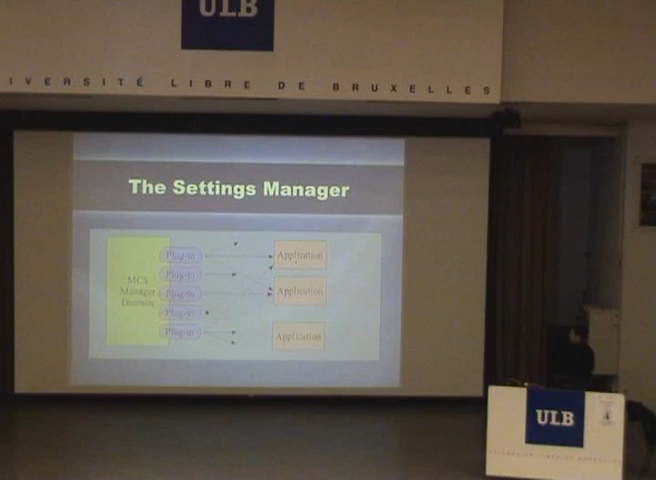 ULB
IVERSITÉ LIBRE DE BRUXELLES
The Settings Manager
Plug-in
Application
Plug-in
MCS
Manager
Plug-in
Application
Plug-in
Plug-in
Application
ULB